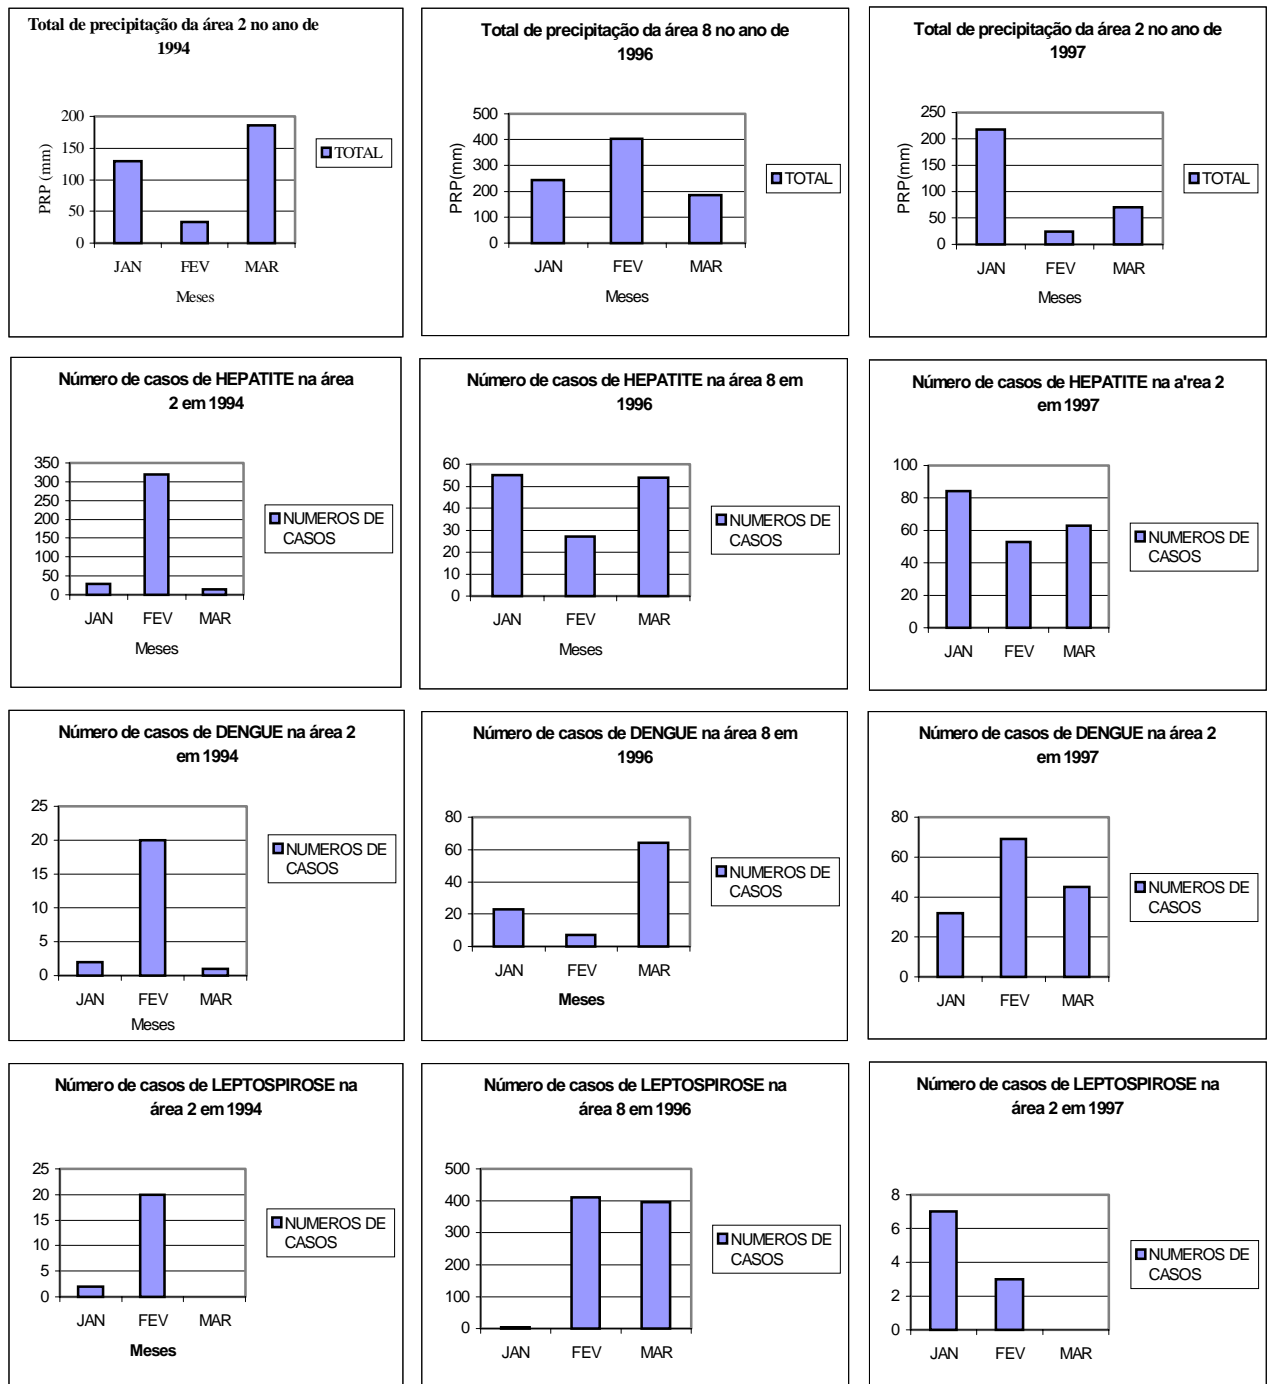 Total de precipitação da área 2 no ano de
1994
200
150
100
50
0
PRP (mm)
JAN FEV MAR
Meses
TOTAL
Total de precipitação da área 8 no ano de
1996
500
400
300
200
100
0
PRP(mm)
JAN FEV MAR
Meses
TOTAL
Total de precipitação da área 2 no ano de
1997
250
200
150
100
50
0
PRP(mm)
JAN FEV MAR
Meses
TOTAL
Número de casos de HEPATITE na área
2 em 1994
350
300
250
200
150
100
50
0
JAN FEV MAR
Meses
NUMEROS DE
CASOS
Número de casos de HEPATITE na área 8 em
1996
60
50
40
30
20
10
0
JAN FEV MAR
Meses
NUMEROS DE
CASOS
Número de casos de HEPATITE na a'rea 2
em 1997
100
80
60
40
20
0
JAN FEV MAR
NUMEROS DE
CASOS
Número de casos de DENGUE na área 2
em 1994
25
20
15
10
5
0
JAN FEV MAR
Meses
NUMEROS DE
CASOS
Número de casos de DENGUE na área 8 em
1996
80
60
40
20
0
JAN FEV MAR
Meses
NUMEROS DE
CASOS
Número de casos de DENGUE na área 2
em 1997
80
60
40
20
0
JAN FEV MAR
NUMEROS DE
CASOS
Número de casos de LEPTOSPIROSE na
área 2 em 1994
25
20
15
10
5
0
JAN FEV MAR
Meses
NUMEROS DE
CASOS
Número de casos de LEPTOSPIROSE na
área 8 em 1996
500
400
300
200
100
0
JAN FEV MAR
NUMEROS DE
CASOS
Número de casos de LEPTOSPIROSE na
área 2 em 1997
8
6
4
2
0
JAN FEV MAR
NUMEROS DE
CASOS